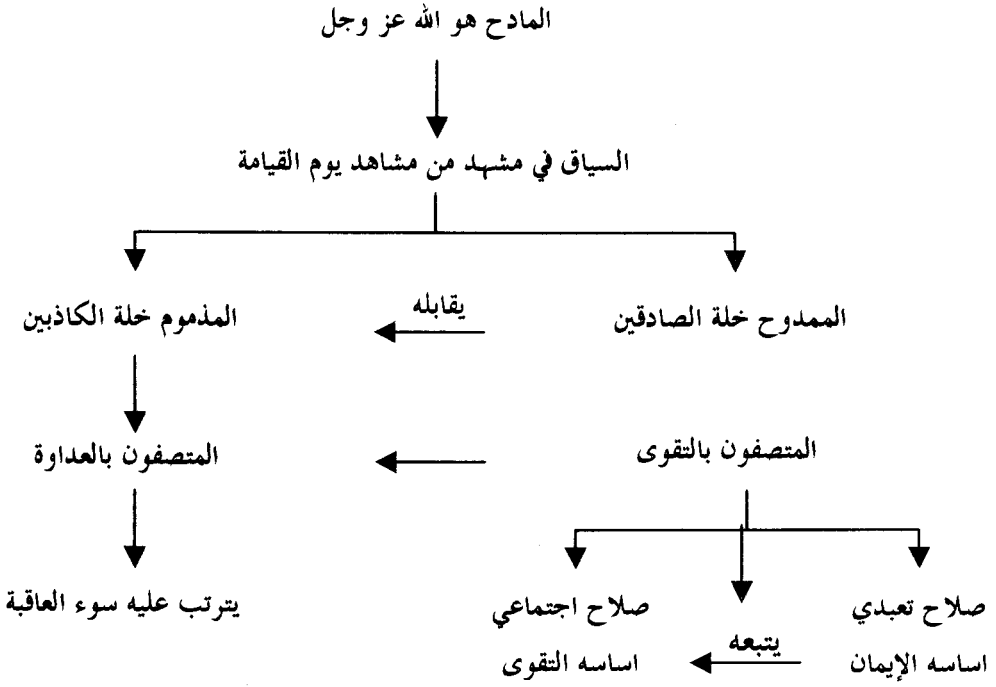 المادح هو الله عز وجل
السياق في مشهد من مشاهد يوم القيامة
الممدوح خلة الصادقين
يقابله
المذموم خلة الكاذبين
المتصفون بالتقوى
المتصفون بالعداوة
صلاح تعبدي
صلاح اجتماعي
يترتب عليه سوء العاقبة
اساسه الإيمان
يتبعه
اساسه التقوى